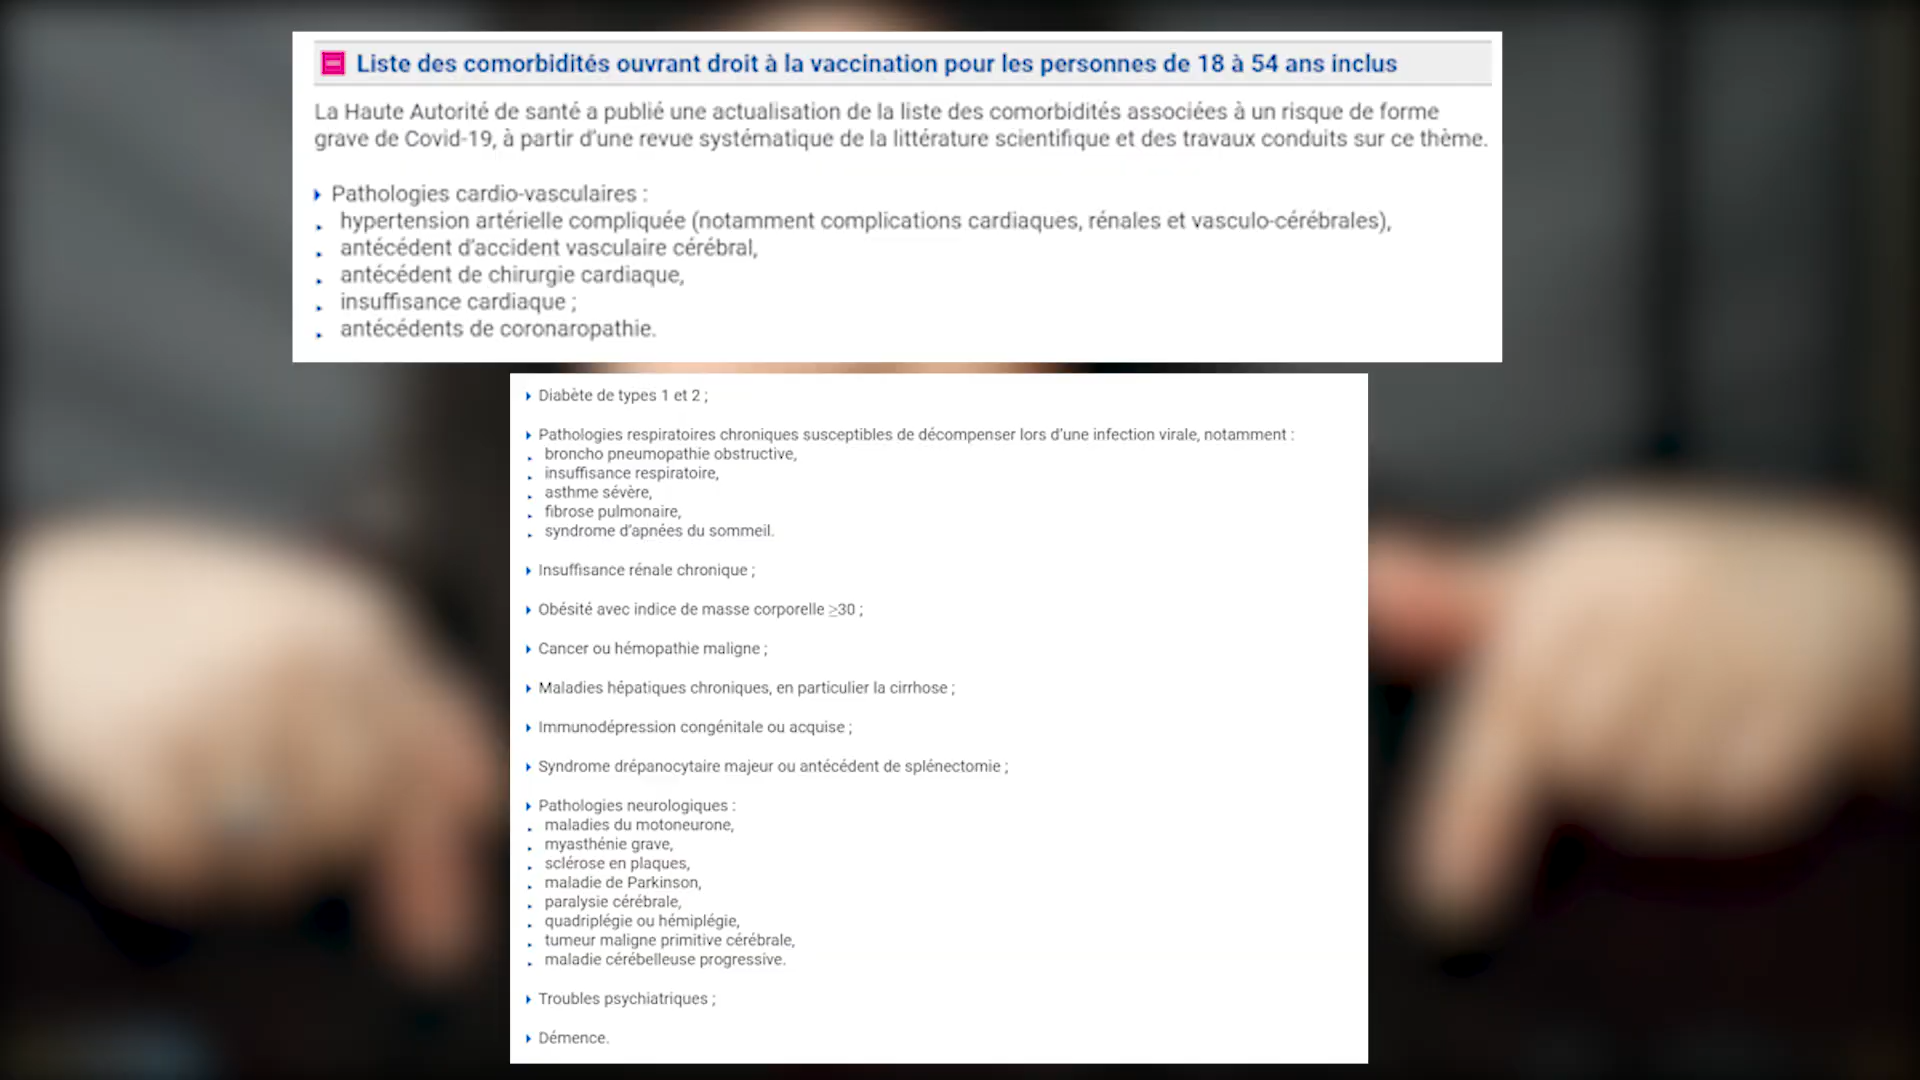 Liste des comorbidités ouvrant droit à la vaccination pour les personnes de 18 à 54 ans inclus
La Haute Autorité de santé a publié une actualisation de la liste des comorbidités associées à un risque de forme
grave de Covid-19, à partir d'une revue systématique de la littérature scientifique et des travaux conduits sur ce thème.
Pathologies cardio-vasculaires :
hypertension artérielle compliquée (notamment complications cardiaques, rénales et vasculo-cérébrales),
antécédent d'accident vasculaire cérébral,
antécédent de chirurgie cardiaque,
insuffisance cardiaque ;
antécédents de coronaropathie.
Diabète de types 1 et 2 ;
Pathologies respiratoires chroniques susceptibles de décompenser lors d'une infection virale, notamment :
broncho pneumopathie obstructive,
insuffisance respiratoire,
asthme sévère,
fibrose pulmonaire,
syndrome d'apnées du sommeil.
Insuffisance rénale chronique ;
Obésité avec indice de masse corporelle ≥30 ;
Cancer ou hémopathie maligne ;
Maladies hépatiques chroniques, en particulier la cirrhose ;
Immunodépression congénitale ou acquise ;
Syndrome drépanocytaire majeur ou antécédent de splénectomie ;
Pathologies neurologiques :
maladies du motoneurone,
myasthénie grave,
sclérose en plaques,
maladie de Parkinson,
paralysie cérébrale,
quadriplégie ou hémiplégie,
tumeur maligne primitive cérébrale,
maladie cérébelleuse progressive.
Troubles psychiatriques ;
Démence.